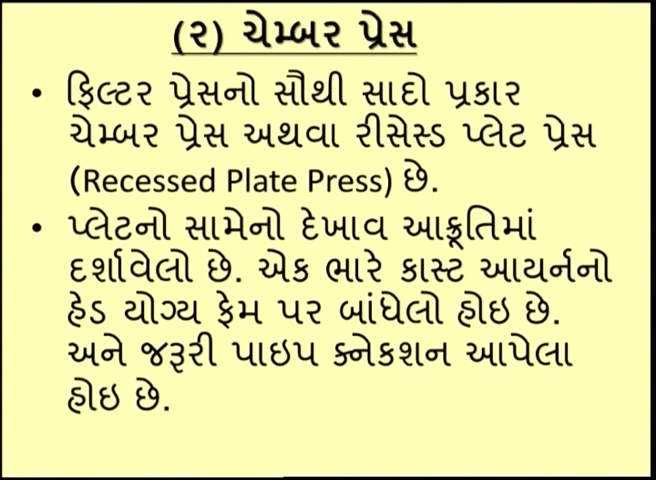 (૨) ચેમ્બર પ્રેસ
• ફિલ્ટર પ્રેસનો સૌથી સાદો પ્રકાર
ચેમ્બર પ્રેસ અથવા રીસેસ્ડ પ્લેટ પ્રેસ
(Recessed Plate Press) છે.
• પ્લેટનો સામેનો દેખાવ આકૃતિમાં
દર્શાવેલો છે. એક ભારે કાસ્ટ આયર્નનો
હેડ યોગ્ય ફ્રેમ પર બાંધેલો હોઇ છે.
અને જરૂરી પાઇપ ક્નેકશન આપેલા
હોઇ છે.